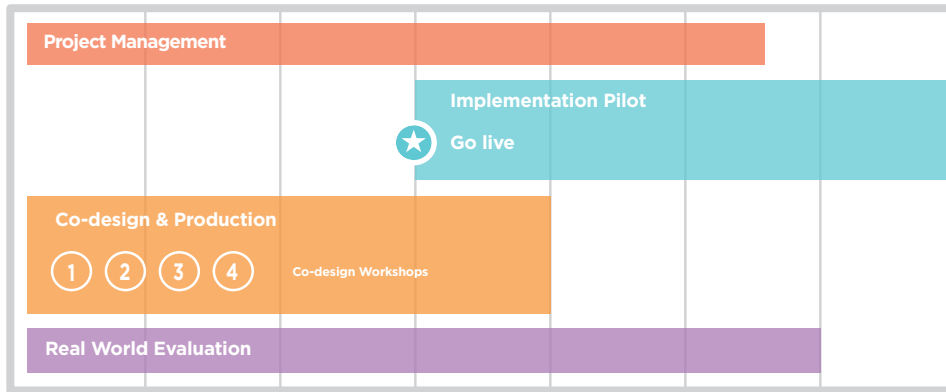 Project Management
Implementation Pilot
Go live
Co-design & Production
1 2 3 4 Co-design Workshops
Real World Evaluation